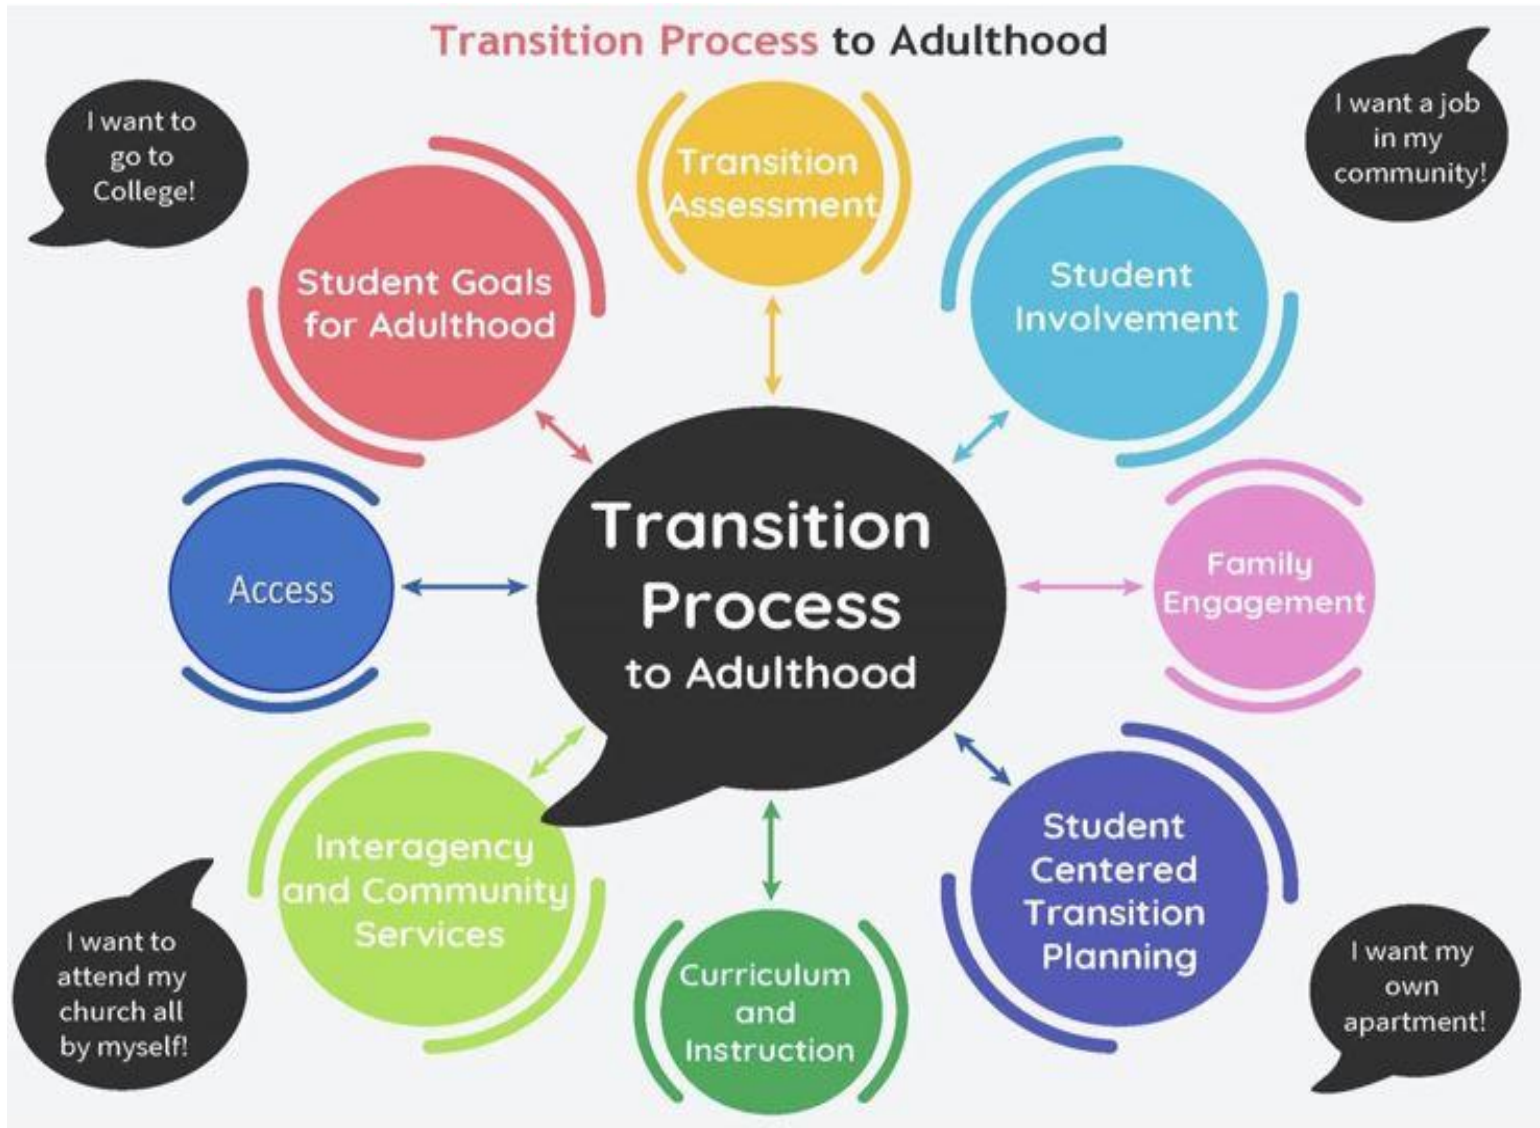 Transition Process to Adulthood
I want to
go to
College!
I want a job
in my
community!
Transition
Assessment
Student Goals
for Adulthood
Student
Involvement
Transition
Process
to Adulthood
Access
Family
Engagement
Interagency
and Community
Services
Student
Centered
Transition
Planning
Curriculum
and
Instruction
I want to
attend my
church all
by myself!
I want my
own
apartment!